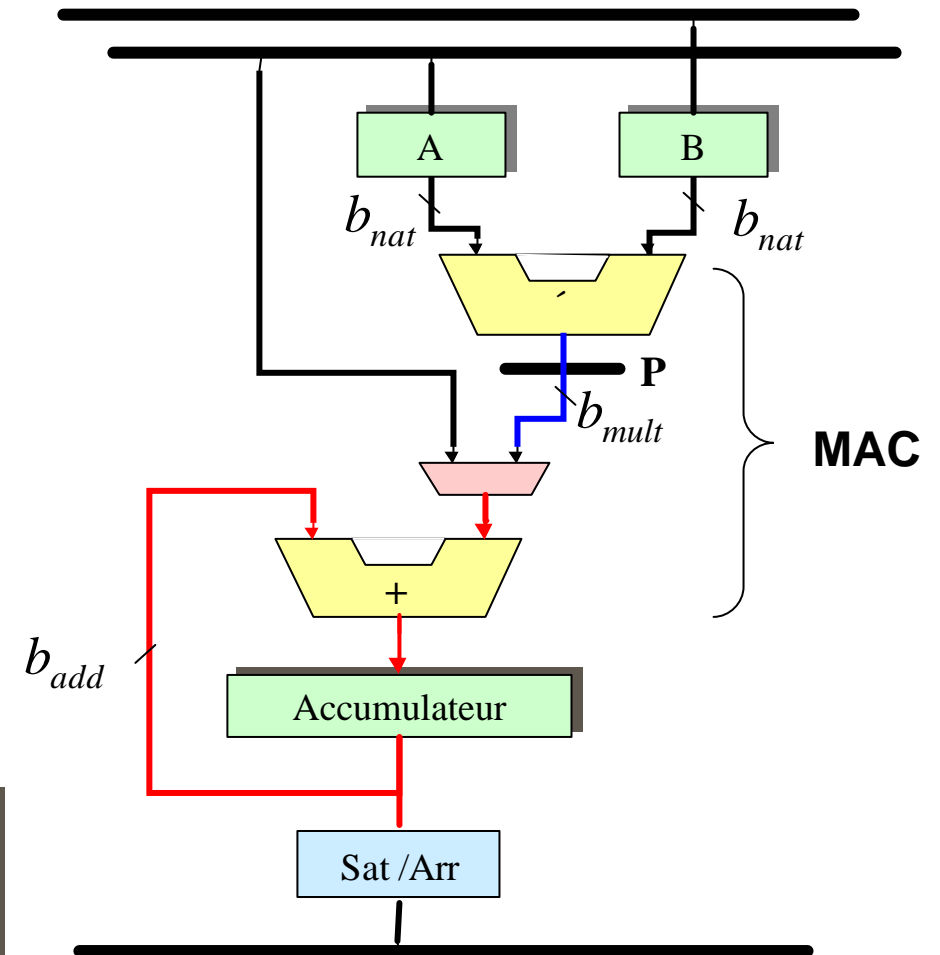 A
B
b_nat
b_nat
P
b_mult
MAC
+
b_add
Accumulateur
Sat /Arr